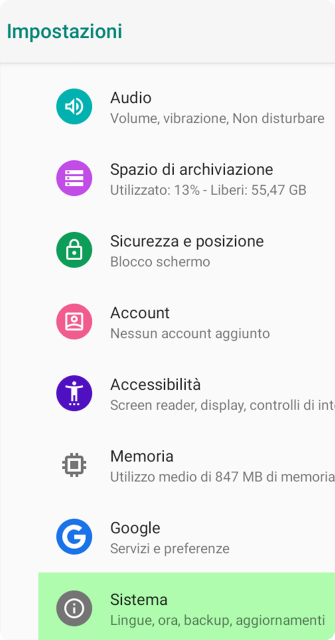 Impostazioni
Audio
Volume, vibrazione, Non disturbare
Spazio di archiviazione
Utilizzato: 13% - Liberi: 55,47 GB
Sicurezza e posizione
Blocco schermo
Account
Nessun account aggiunto
Accessibilità
Screen reader, display, controlli di int
Memoria
Utilizzo medio di 847 MB di memoria
Google
Servizi e preferenze
Sistema
Lingue, ora, backup, aggiornamenti